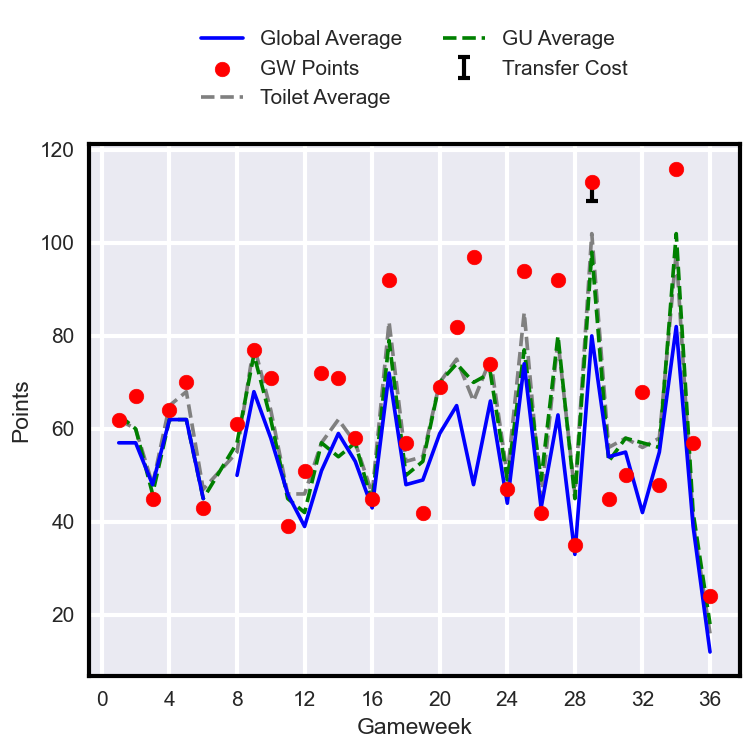 Global Average
GU Average
GW Points
Transfer Cost
Toilet Average
120
100
80
60
40
20
Points
0 4 8 12 16 20 24 28 32 36
Gameweek